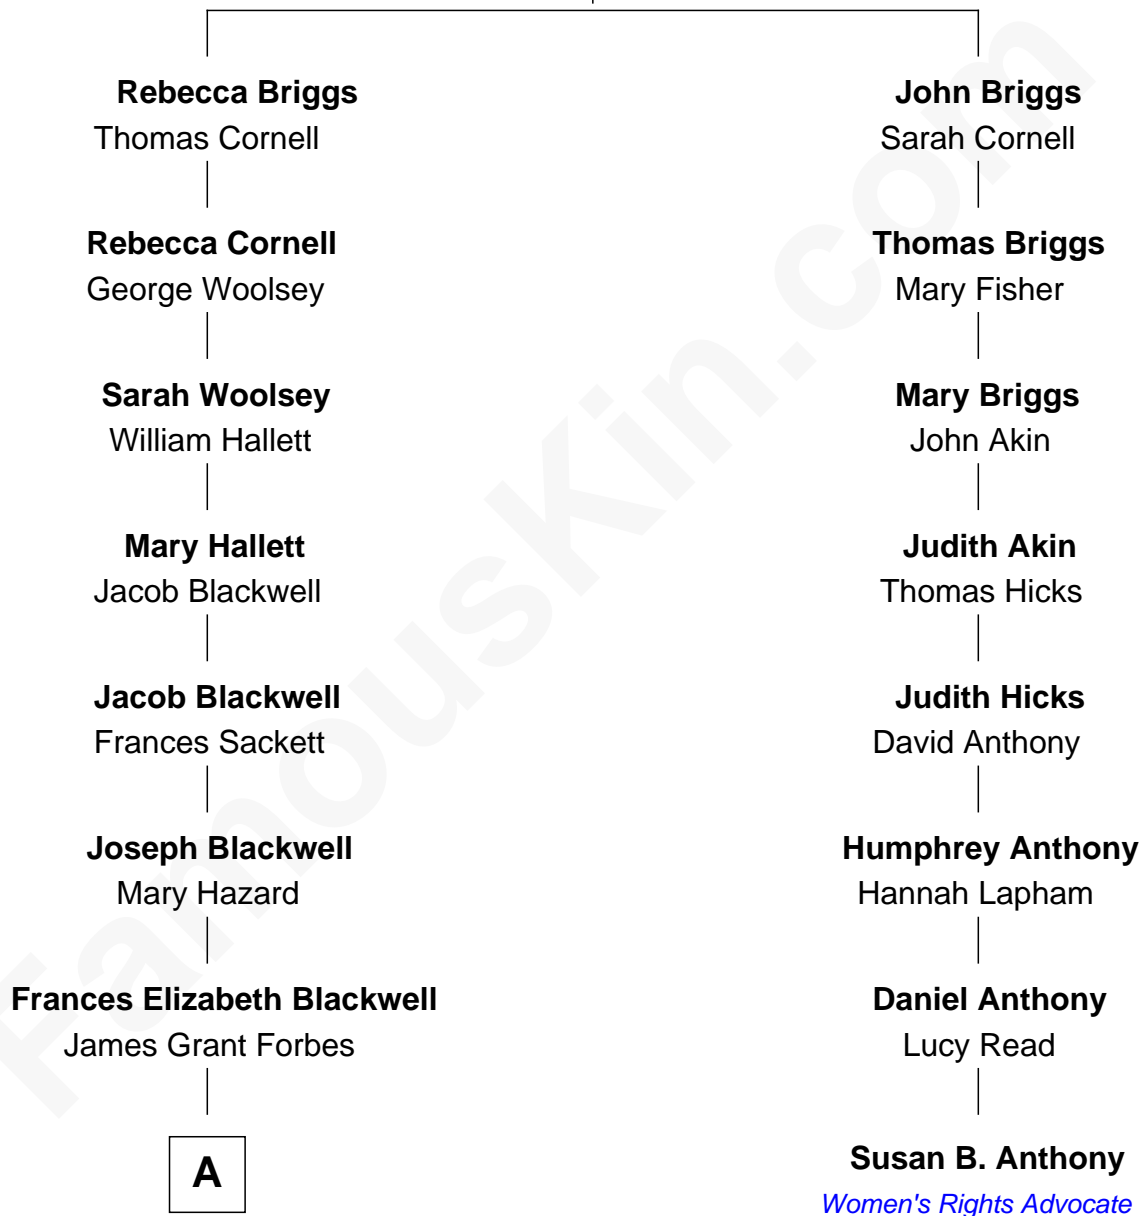 Rebecca Briggs
Thomas Cornell
Rebecca Cornell
George Woolsey
Sarah Woolsey
William Hallett
Mary Hallett
Jacob Blackwell
Jacob Blackwell
Frances Sackett
Joseph Blackwell
Mary Hazard
Frances Elizabeth Blackwell
James Grant Forbes
A
John Briggs
Sarah Cornell
Thomas Briggs
Mary Fisher
Mary Briggs
John Akin
Judith Akin
Thomas Hicks
Judith Hicks
David Anthony
Humphrey Anthony
Hannah Lapham
Daniel Anthony
Lucy Read
Susan B. Anthony
Women's Rights Advocate
FamousKin.com